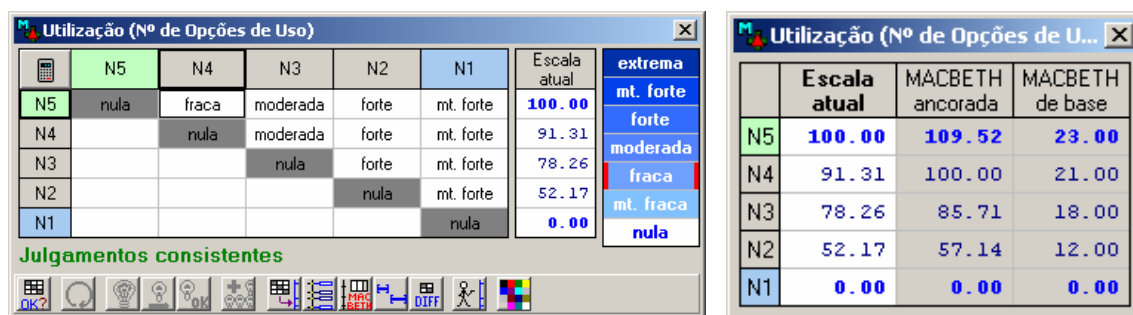 Utilização (Nº de Opções de Uso)
N5 N4 N3 N2 N1 Escala atual
N5 nula fraca moderada forte mt. forte 100.00
N4 nula moderada forte mt. forte 91.31
N3 nula forte mt. forte 78.26
N2 nula mt. forte 52.17
N1 nula 0.00
extrema
mt. forte
forte
moderada
fraca
mt. fraca
nula
Julgamentos consistentes
OK? OK MAC BETH DIFF
Utilização (Nº de Opções de U...
Escala atual MACBETH ancorada MACBETH de base
N5 100.00 109.52 23.00
N4 91.31 100.00 21.00
N3 78.26 85.71 18.00
N2 52.17 57.14 12.00
N1 0.00 0.00 0.00